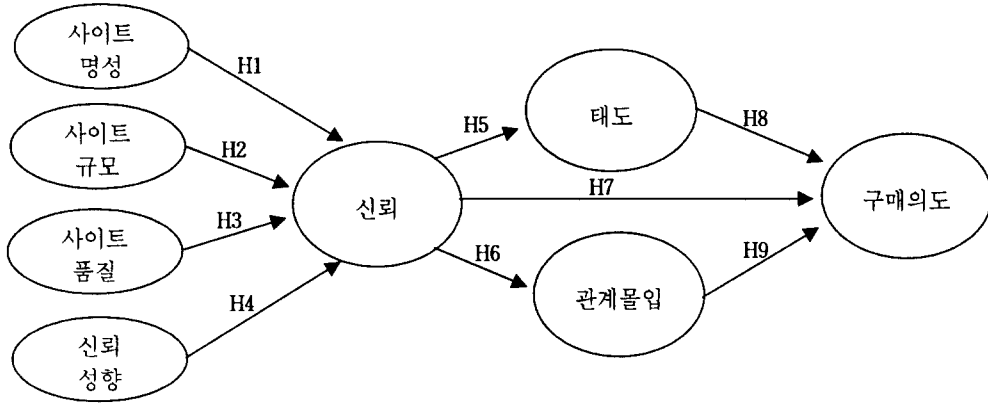 사이트
명성
H1
사이트
규모
H2
사이트
품질
H3
신뢰
성향
H4
신뢰
H5
태도
H8
H7
구매의도
H6
관계몰입
H9